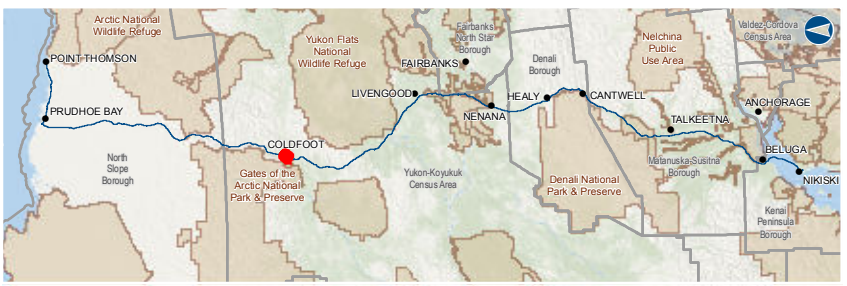 Arctic National
Wildlife Refuge
POINT THOMSON
PRUDHOE BAY
North
Slope
Borough
COLDFOOT
Gates of the
Arctic National
Park & Preserve
Yukon Flats
National
Wildlife Refuge
LIVENGOOD
Fairbanks
North Star
Borough
FAIRBANKS
NENANA
Yukon-Koyukuk
Census Area
Denali
Borough
HEALY
CANTWELL
Denali National
Park & Preserve
Nelchina
Public
Use Area
TALKEETNA
Matanuska-Susitna
Borough
Valdez-Cordova
Census Area
ANCHORAGE
BELUGA
NIKISKI
Kenai
Peninsula
Borough